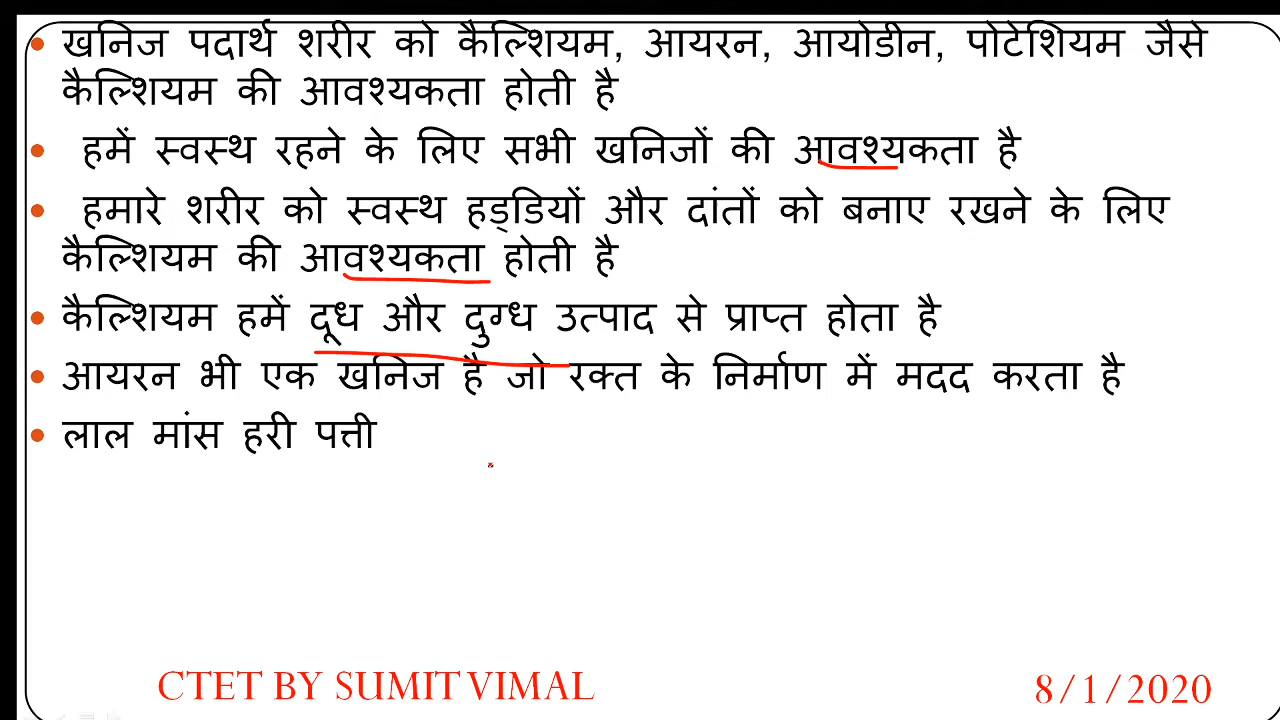 • खनिज पदार्थ शरीर को कैल्शियम, आयरन, आयोडीन, पोटेशियम जैसे
कैल्शियम की आवश्यकता होती है
• हमें स्वस्थ रहने के लिए सभी खनिजों की आवश्यकता है
• हमारे शरीर को स्वस्थ हड्डियों और दांतों को बनाए रखने के लिए
कैल्शियम की आवश्यकता होती है
• कैल्शियम हमें दूध और दुग्ध उत्पाद से प्राप्त होता है
• आयरन भी एक खनिज है जो रक्त के निर्माण में मदद करता है
• लाल मांस हरी पत्ती
CTET BY SUMIT VIMAL
8/1/2020